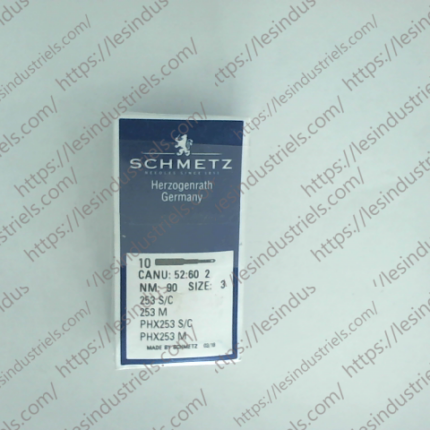 SCHMETZ
Herzogenrath
Germany
10
CANU: 52:60 2
NM: 90 SIZE: 3
253 S/C
253 M
PHX253 S/C
PHX253 M
MADE BY SCHMETZ
https://lesindustriels.com/